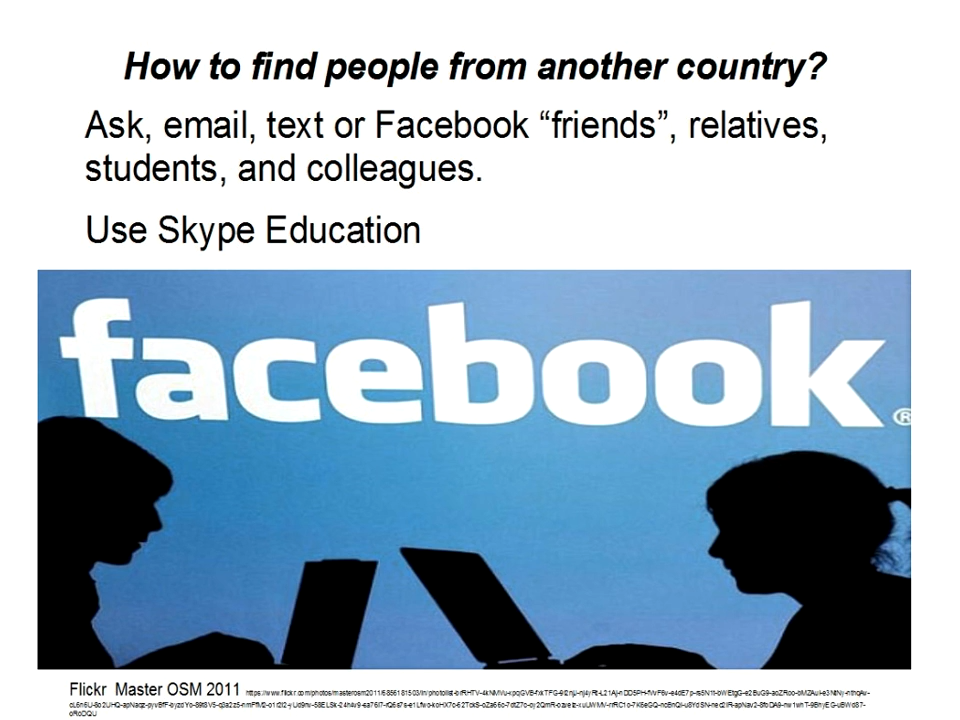 How to find people from another country?
Ask, email, text or Facebook “friends”, relatives,
students, and colleagues.
Use Skype Education
facebook®
Flickr Master OSM 2011